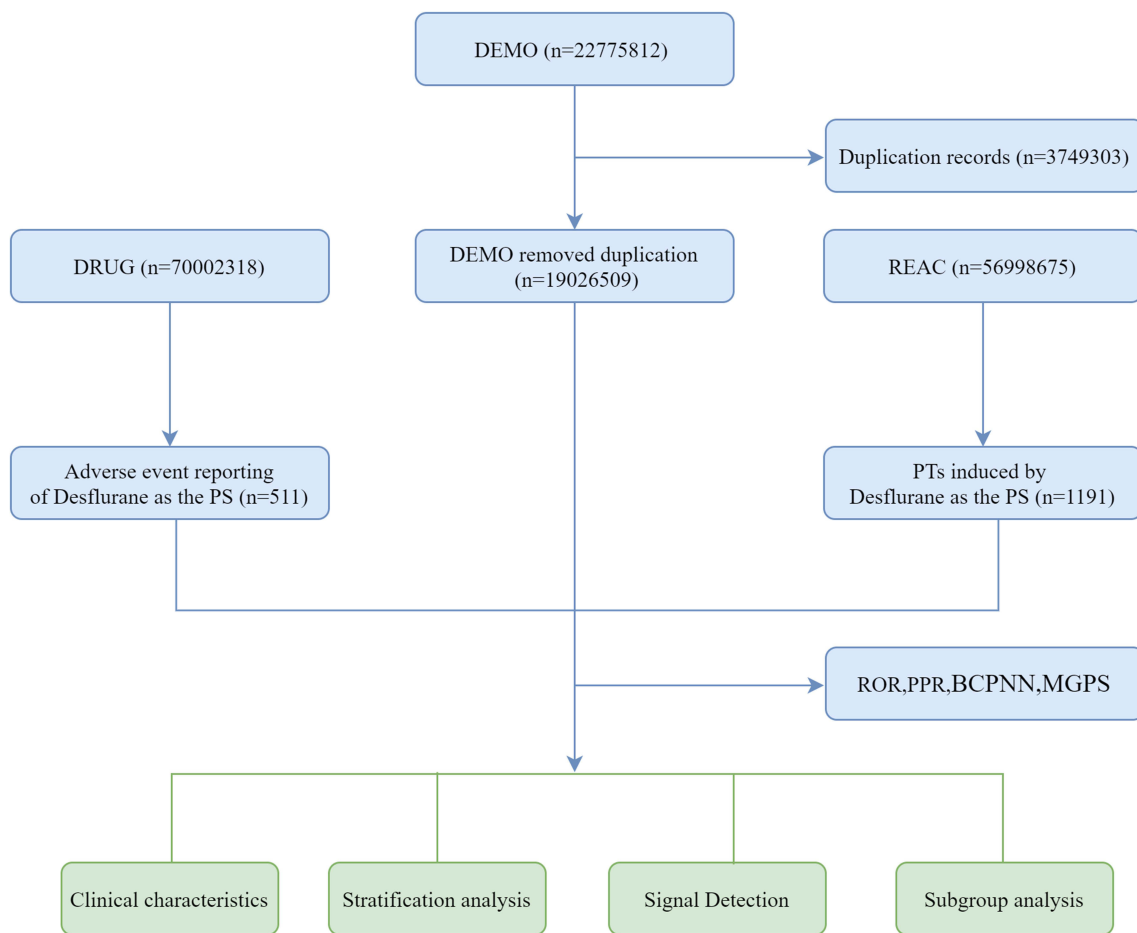 DEMO (n=22775812)
Duplication records (n=3749303)
DRUG (n=70002318)
DEMO removed duplication
(n=19026509)
REAC (n=56998675)
Adverse event reporting
of Desflurane as the PS (n=511)
PTs induced by
Desflurane as the PS (n=1191)
ROR,PPR,BCPNN,MGPS
Clinical characteristics
Stratification analysis
Signal Detection
Subgroup analysis